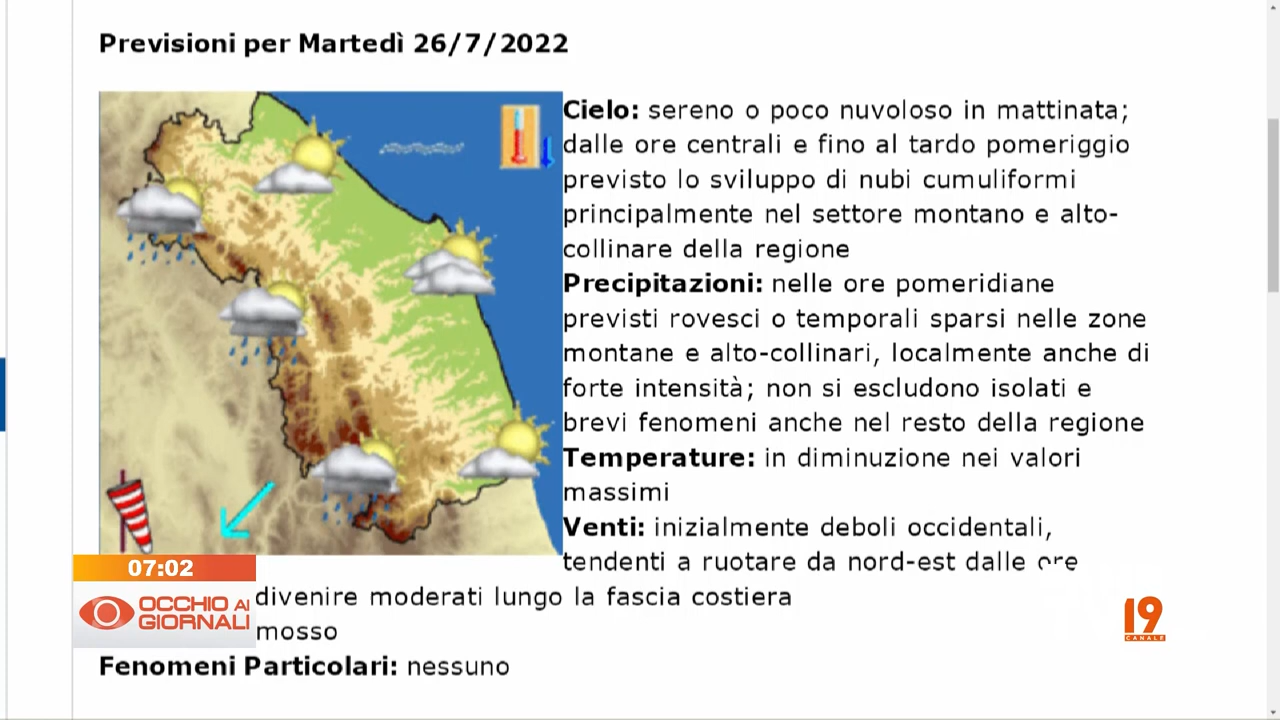 Previsioni per Martedì 26/7/2022
Cielo: sereno o poco nuvoloso in mattinata;
dalle ore centrali e fino al tardo pomeriggio
previsto lo sviluppo di nubi cumuliformi
principalmente nel settore montano e alto-
collinare della regione
Precipitazioni: nelle ore pomeridiane
previsti rovesci o temporali sparsi nelle zone
montane e alto-collinari, localmente anche di
forte intensità; non si escludono isolati e
brevi fenomeni anche nel resto della regione
Temperature: in diminuzione nei valori
massimi
Venti: inizialmente deboli occidentali,
tendenti a ruotare da nord-est dalle ore
divenire moderati lungo la fascia costiera
mosso
Fenomeni Particolari: nessuno
07:02
OCCHIO AI
GIORNALI
19
CANALE